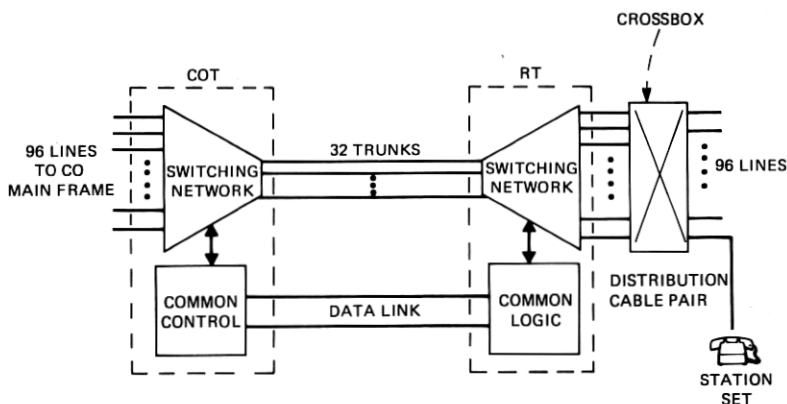 CROSSBOX
COT
RT
96 LINES
TO CO
MAIN FRAME
SWITCHING
NETWORK
32 TRUNKS
SWITCHING
NETWORK
96 LINES
COMMON
CONTROL
DATA LINK
COMMON
LOGIC
DISTRIBUTION
CABLE PAIR
STATION
SET